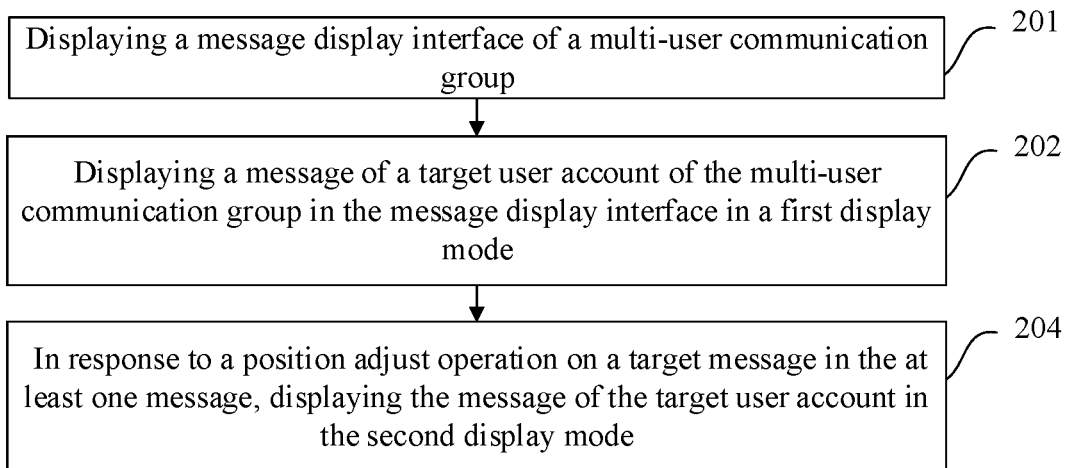 Displaying a message display interface of a multi-user communication
group
201
Displaying a message of a target user account of the multi-user
communication group in the message display interface in a first display
mode
202
In response to a position adjust operation on a target message in the at
least one message, displaying the message of the target user account in
the second display mode
204